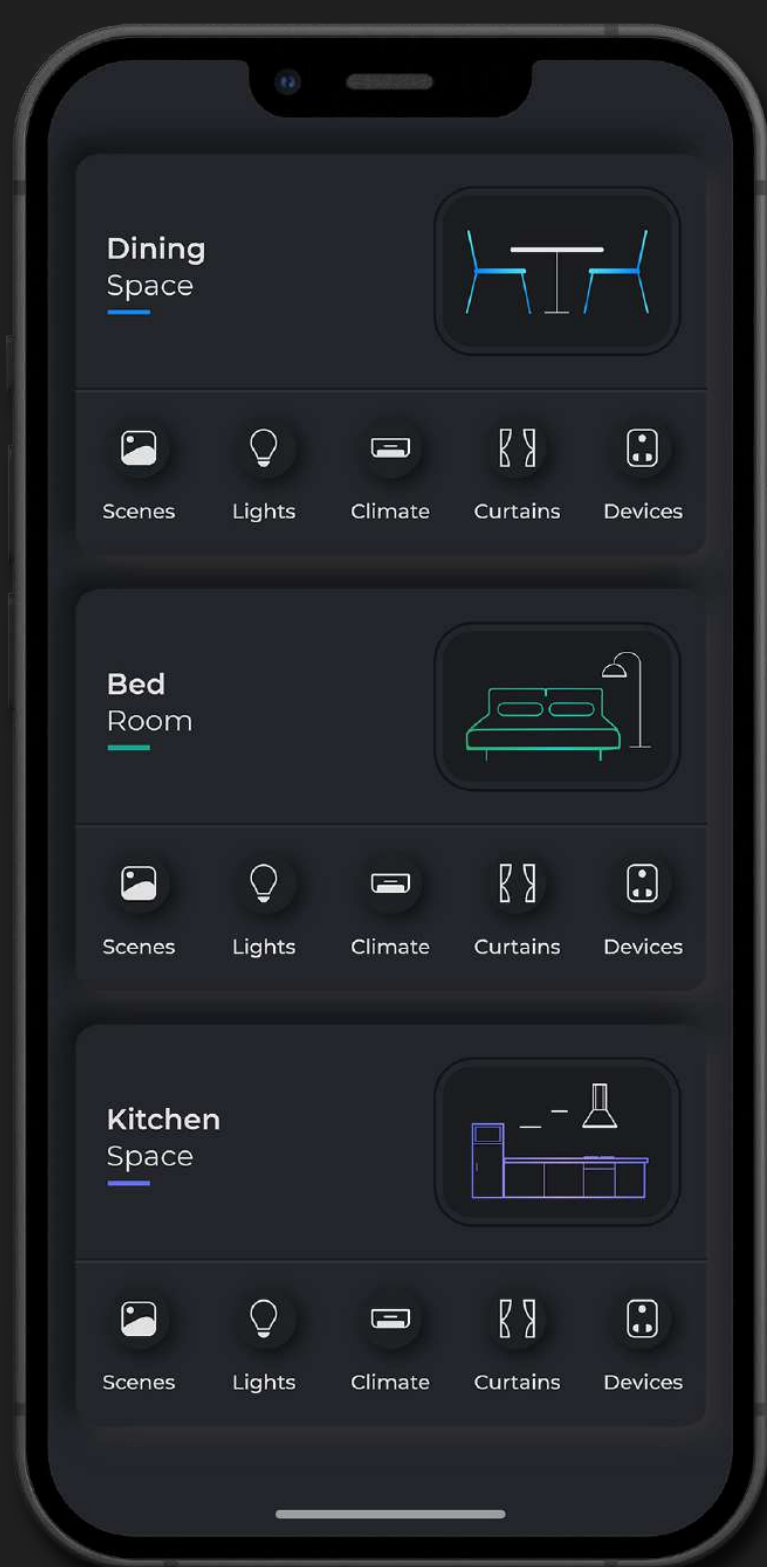 Dining
Space
Scenes Lights Climate Curtains Devices
Bed
Room
Scenes Lights Climate Curtains Devices
Kitchen
Space
Scenes Lights Climate Curtains Devices